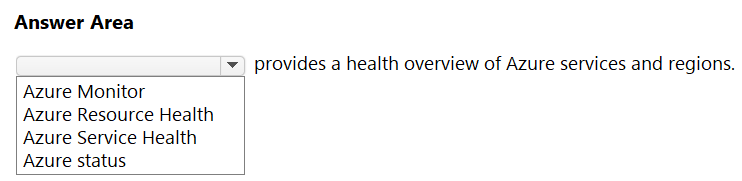 Answer Area
provides a health overview of Azure services and regions.
Azure Monitor
Azure Resource Health
Azure Service Health
Azure status